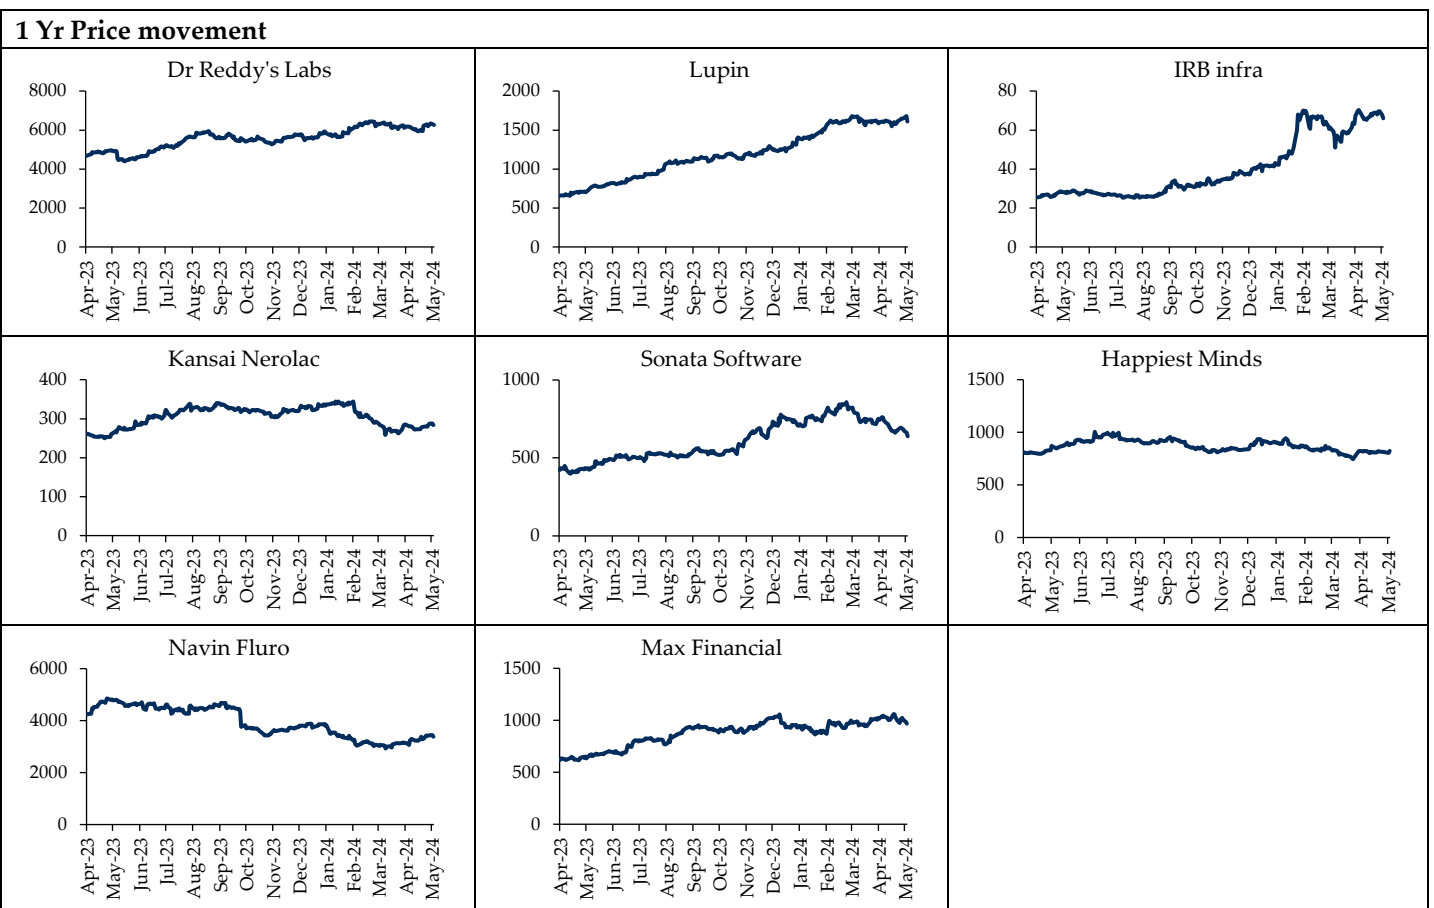 1 Yr Price movement
Dr Reddy's Labs
8000
6000
4000
2000
0
Apr-23
May-23
Jun-23
Jul-23
Aug-23
Sep-23
Oct-23
Nov-23
Dec-23
Jan-24
Feb-24
Mar-24
Apr-24
May-24
Lupin
2000
1500
1000
500
0
Apr-23
May-23
Jun-23
Jul-23
Aug-23
Sep-23
Oct-23
Nov-23
Dec-23
Jan-24
Feb-24
Mar-24
Apr-24
May-24
IRB infra
80
60
40
20
0
Apr-23
May-23
Jun-23
Jul-23
Aug-23
Sep-23
Oct-23
Nov-23
Dec-23
Jan-24
Feb-24
Mar-24
Apr-24
May-24
Kansai Nerolac
400
300
200
100
0
Apr-23
May-23
Jun-23
Jul-23
Aug-23
Sep-23
Oct-23
Nov-23
Dec-23
Jan-24
Feb-24
Mar-24
Apr-24
May-24
Sonata Software
1000
500
0
Apr-23
May-23
Jun-23
Jul-23
Aug-23
Sep-23
Oct-23
Nov-23
Dec-23
Jan-24
Feb-24
Mar-24
Apr-24
May-24
Happiest Minds
1500
1000
500
0
Apr-23
May-23
Jun-23
Jul-23
Aug-23
Sep-23
Oct-23
Nov-23
Dec-23
Jan-24
Feb-24
Mar-24
Apr-24
May-24
Navin Fluro
6000
4000
2000
0
Apr-23
May-23
Jun-23
Jul-23
Aug-23
Sep-23
Oct-23
Nov-23
Dec-23
Jan-24
Feb-24
Mar-24
Apr-24
May-24
Max Financial
1500
1000
500
0
Apr-23
May-23
Jun-23
Jul-23
Aug-23
Sep-23
Oct-23
Nov-23
Dec-23
Jan-24
Feb-24
Mar-24
Apr-24
May-24